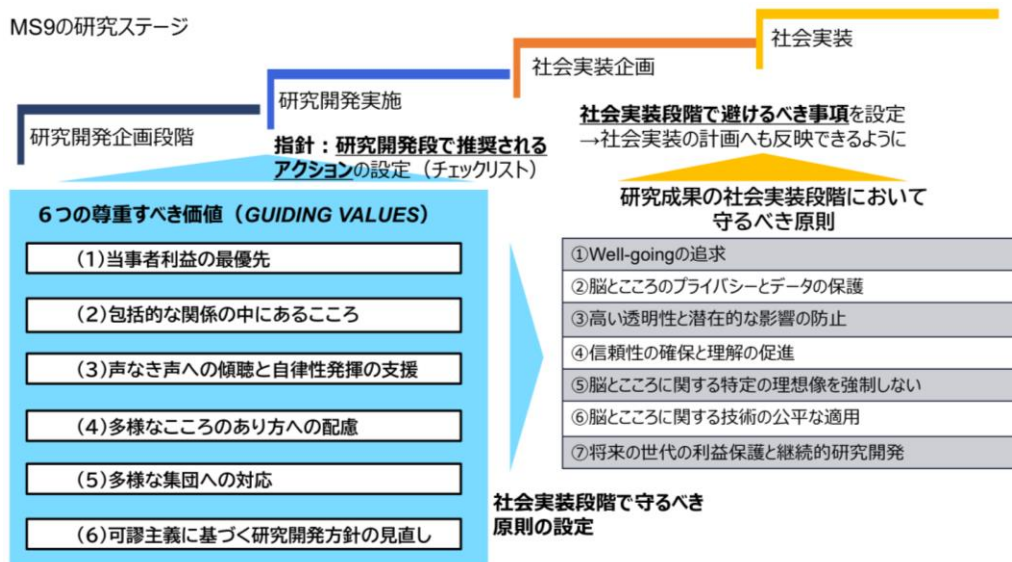 MS9の研究ステージ
研究開発企画段階
研究開発実施
社会実装企画
社会実装
指針：研究開発段で推奨される
アクションの設定（チェックリスト）
社会実装段階で避けるべき事項を設定
→社会実装の計画へも反映できるように
６つの尊重すべき価値（GUIDING VALUES）
（1）当事者利益の最優先
（2）包括的な関係の中にあるこころ
（3）声なき声への傾聴と自律性発揮の支援
（4）多様なこころのあり方への配慮
（5）多様な集団への対応
（6）可謬主義に基づく研究開発方針の見直し
研究成果の社会実装段階において
守るべき原則
①Well-goingの追求
②脳とこころのプライバシーとデータの保護
③高い透明性と潜在的な影響の防止
④信頼性の確保と理解の促進
⑤脳とこころに関する特定の理想像を強制しない
⑥脳とこころに関する技術の公平な適用
⑦将来の世代の利益保護と継続的研究開発
社会実装段階で守るべき
原則の設定